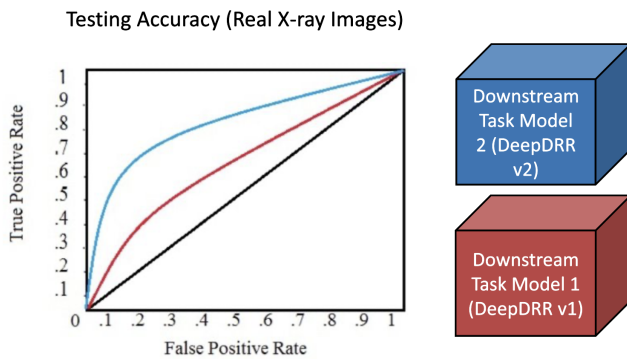 Testing Accuracy (Real X-ray Images)
True Positive Rate
1
.9
.8
.7
.6
.5
.4
.3
.2
.1
0 .1 .2 .3 .4 .5 .6 .7 .8 .9 1
False Positive Rate
Downstream
Task Model
2 (DeepDRR
v2)
Downstream
Task Model 1
(DeepDRR v1)